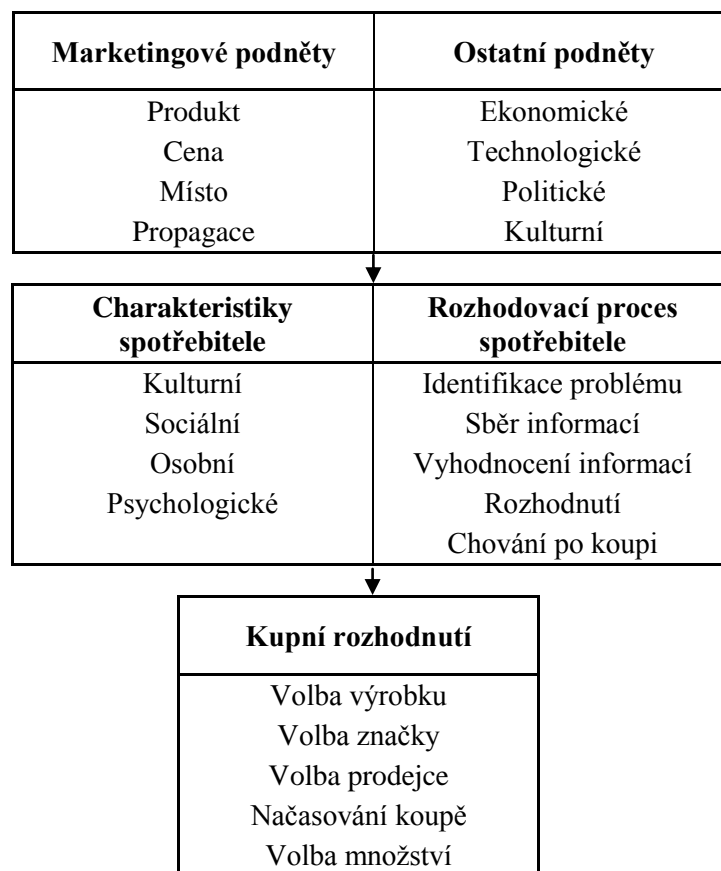 Marketingové podněty
Ostatní podněty
Produkt
Cena
Místo
Propagace
Ekonomické
Technologické
Politické
Kulturní
Charakteristiky
spotřebitele
Rozhodovací proces
spotřebitele
Kulturní
Sociální
Osobní
Psychologické
Identifikace problému
Sběr informací
Vyhodnocení informací
Rozhodnutí
Chování po koupi
Kupní rozhodnutí
Volba výrobku
Volba značky
Volba prodejce
Načasování koupě
Volba množství